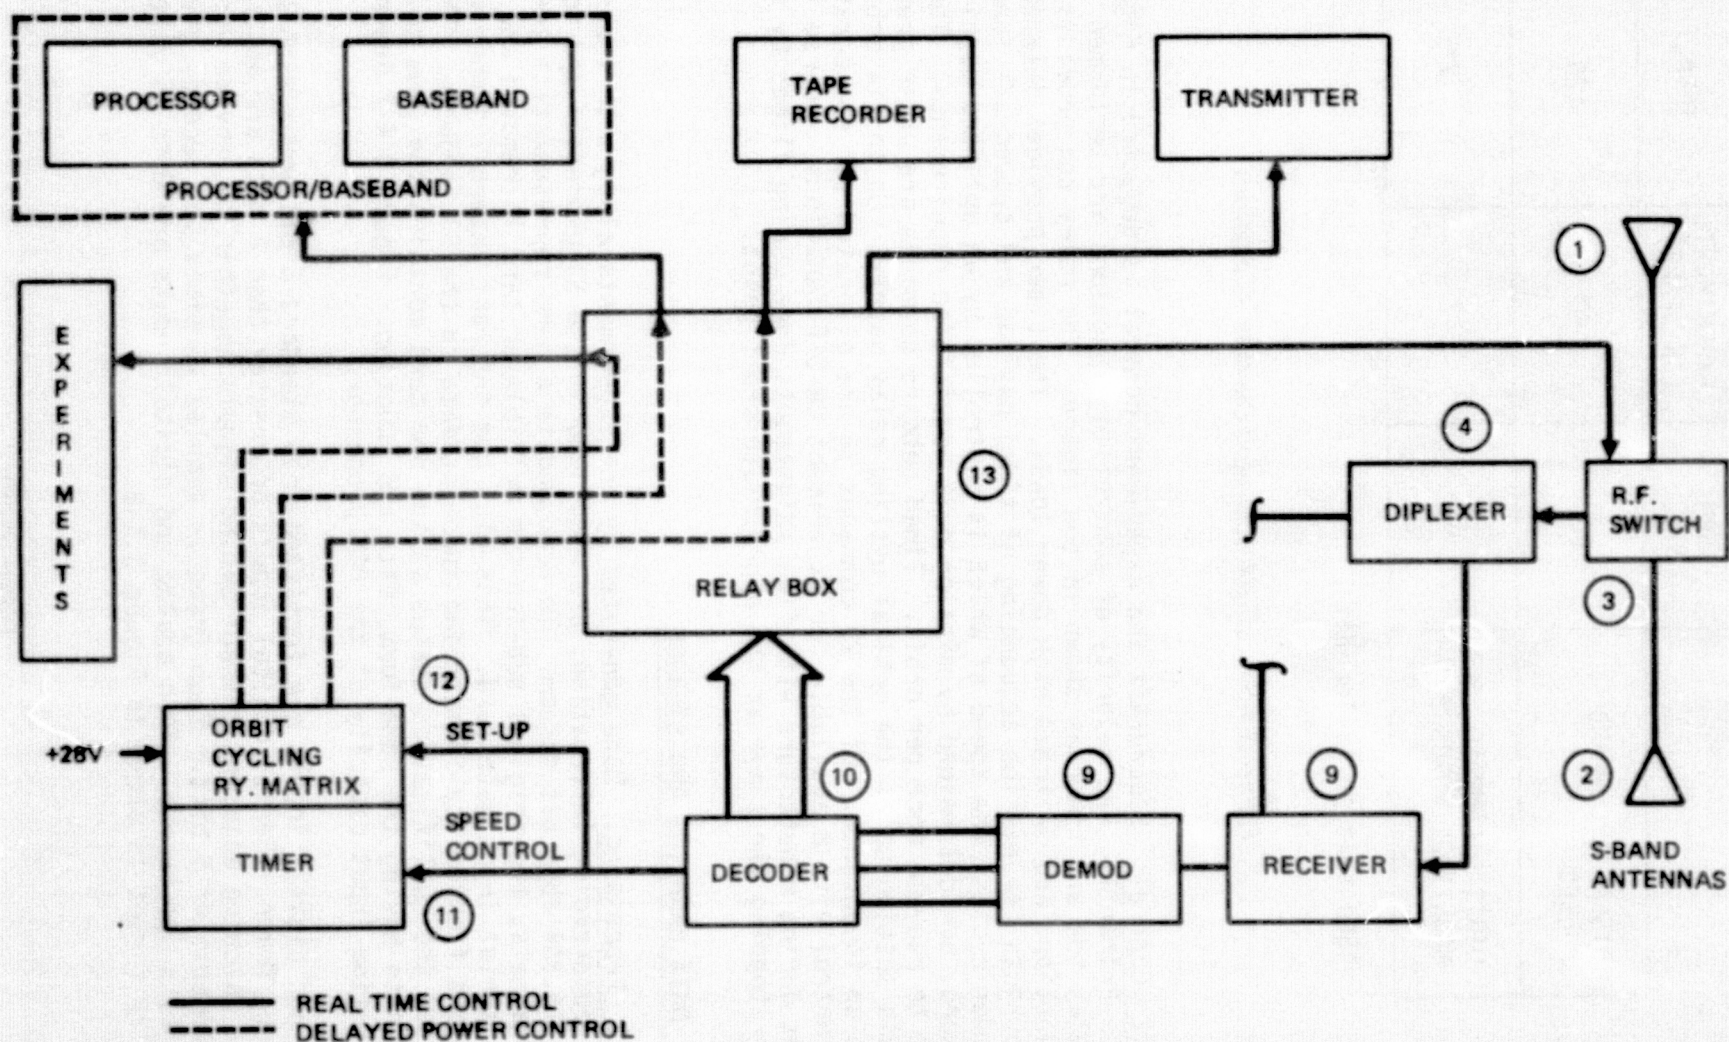 PROCESSOR
BASEBAND
PROCESSOR/BASEBAND
TAPE
RECORDER
TRANSMITTER
1
EXPERIMENTS
13
4
DIPLEXER
R.F.
SWITCH
3
RELAY BOX
12
+28V
ORBIT
CYCLING
RY. MATRIX
SET-UP
SPEED
CONTROL
TIMER
11
10
DECODER
9
DEMOD
9
RECEIVER
2
S-BAND
ANTENNAS
REAL TIME CONTROL
DELAYED POWER CONTROL